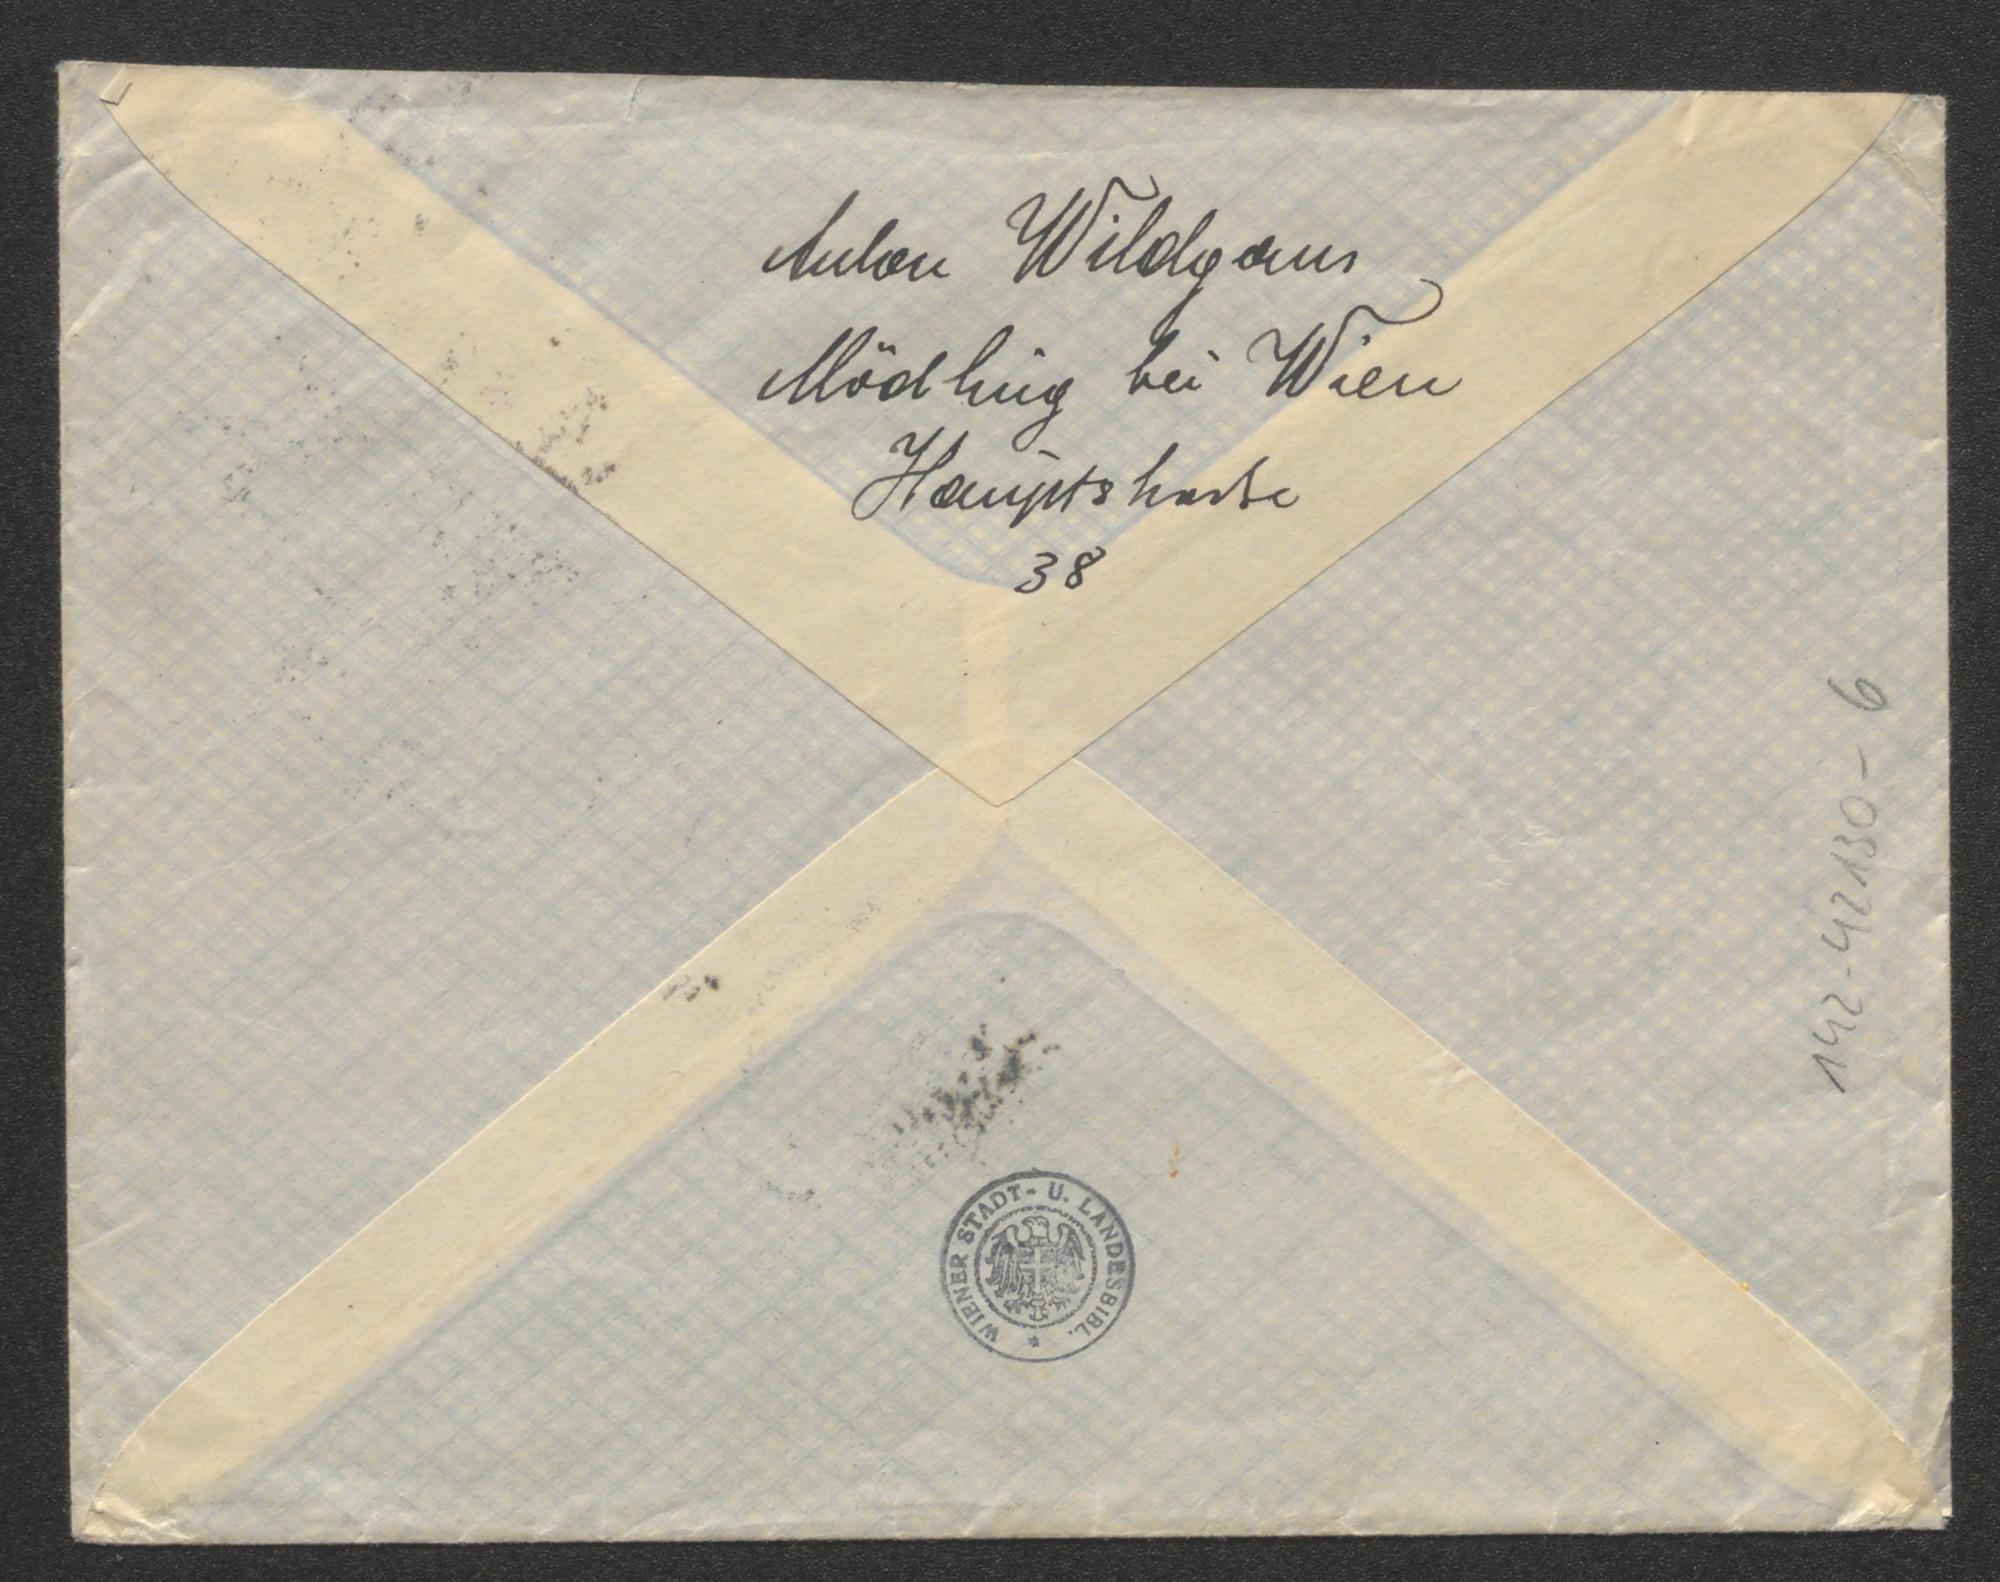 Anton Wildgans
Mödling bei Wien
Hauptstrasse
38
142-42130-6
WIENER STADT- U. LANDESBIBL. *